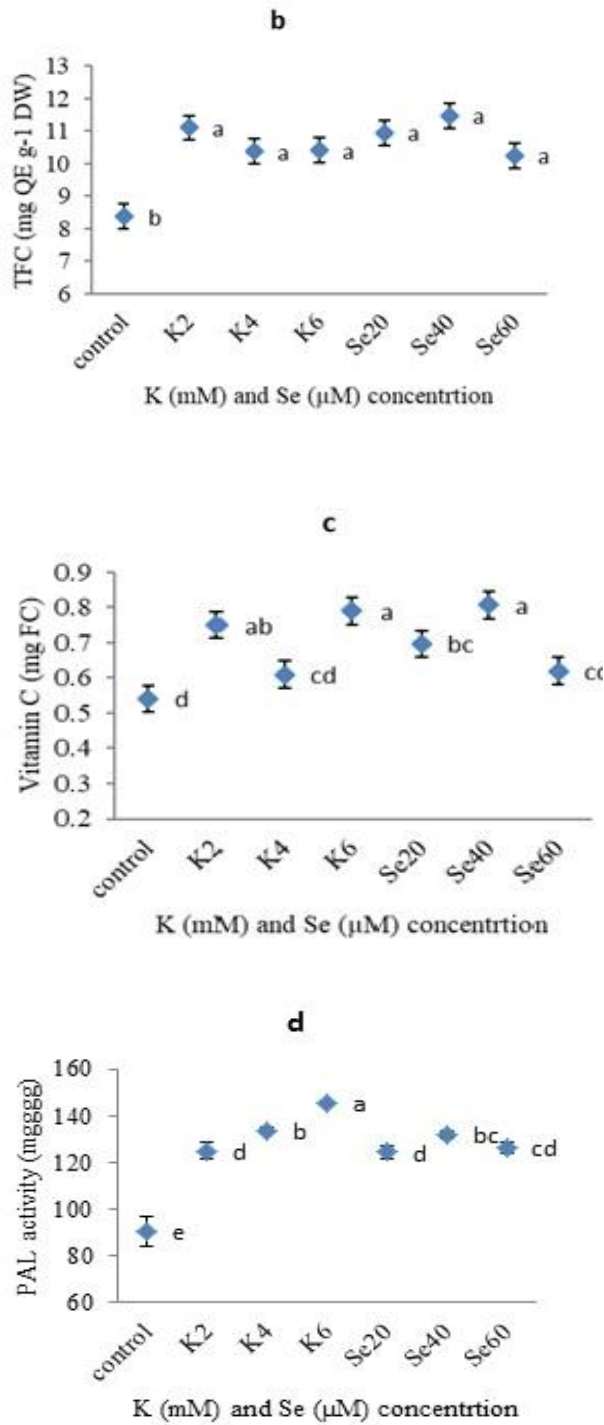 b
TFC (mg QE g-1 DW)
13
12
11
10
9
8
7
6
a
a
a
a
a
a
b
control
K2
K4
K6
Se20
Se40
Se60
K (mM) and Se (μM) concentrtion
c
Vitamin C (mg FC)
0.9
0.8
0.7
0.6
0.5
0.4
0.3
0.2
d
ab
cd
a
bc
a
control
K2
K4
K6
Se20
Se40
Se60
K (mM) and Se (μM) concentrtion
d
PAL activity (mggggg)
160
140
120
100
80
60
e
d
b
a
d
bc
cd
control
K2
K4
K6
Se20
Se40
Se60
K (mM) and Se (μM) concentrtion